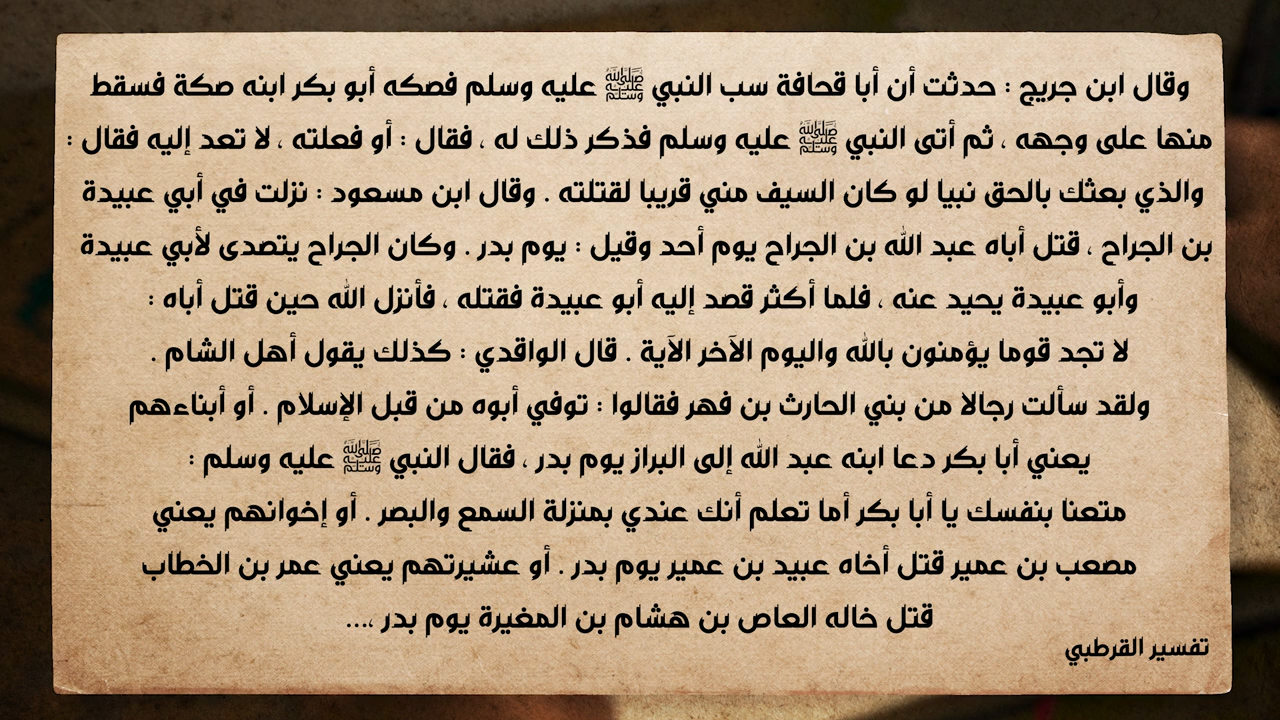 وقال ابن جريج : حدثت أن أبا قحافة سب النبي ﷺ عليه وسلم فصكه أبو بكر ابنه صكة فسقط
منها على وجهه ، ثم أتى النبي ﷺ عليه وسلم فذكر ذلك له ، فقال : أو فعلته ، لا تعد إليه فقال :
والذي بعثك بالحق نبيا لو كان السيف مني قريبا لقتلته . وقال ابن مسعود : نزلت في أبي عبيدة
بن الجراح ، قتل أباه عبد الله بن الجراح يوم أحد وقيل : يوم بدر . وكان الجراح يتصدى لأبي عبيدة
وأبو عبيدة يحيد عنه ، فلما أكثر قصد إليه أبو عبيدة فقتله ، فأنزل الله حين قتل أباه :
لا تجد قوما يؤمنون بالله واليوم الآخر الآية . قال الواقدي : كذلك يقول أهل الشام .
ولقد سألت رجالا من بني الحارث بن فهر فقالوا : توفي أبوه من قبل الإسلام . أو أبناءهم
يعني أبا بكر دعا ابنه عبد الله إلى البراز يوم بدر ، فقال النبي ﷺ عليه وسلم :
متعنا بنفسك يا أبا بكر أما تعلم أنك عندي بمنزلة السمع والبصر . أو إخوانهم يعني
مصعب بن عمير قتل أخاه عبيد بن عمير يوم بدر . أو عشيرتهم يعني عمر بن الخطاب
قتل خاله العاص بن هشام بن المغيرة يوم بدر ،...
تفسير القرطبي